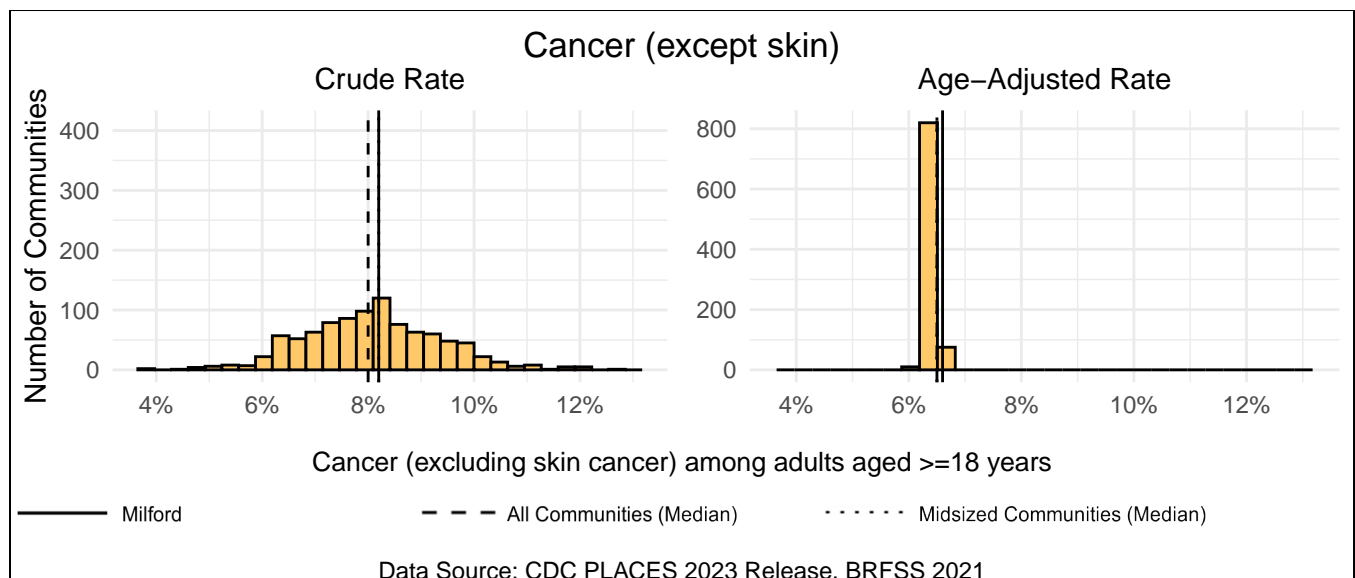 Cancer (except skin)
Crude Rate
Age−Adjusted Rate
Number of Communities
400
300
200
100
0
4%
6%
8%
10%
12%
800
600
400
200
0
4%
6%
8%
10%
12%
Cancer (excluding skin cancer) among adults aged >=18 years
Milford
All Communities (Median)
Midsized Communities (Median)
Data Source: CDC PLACES 2023 Release, BRFSS 2021